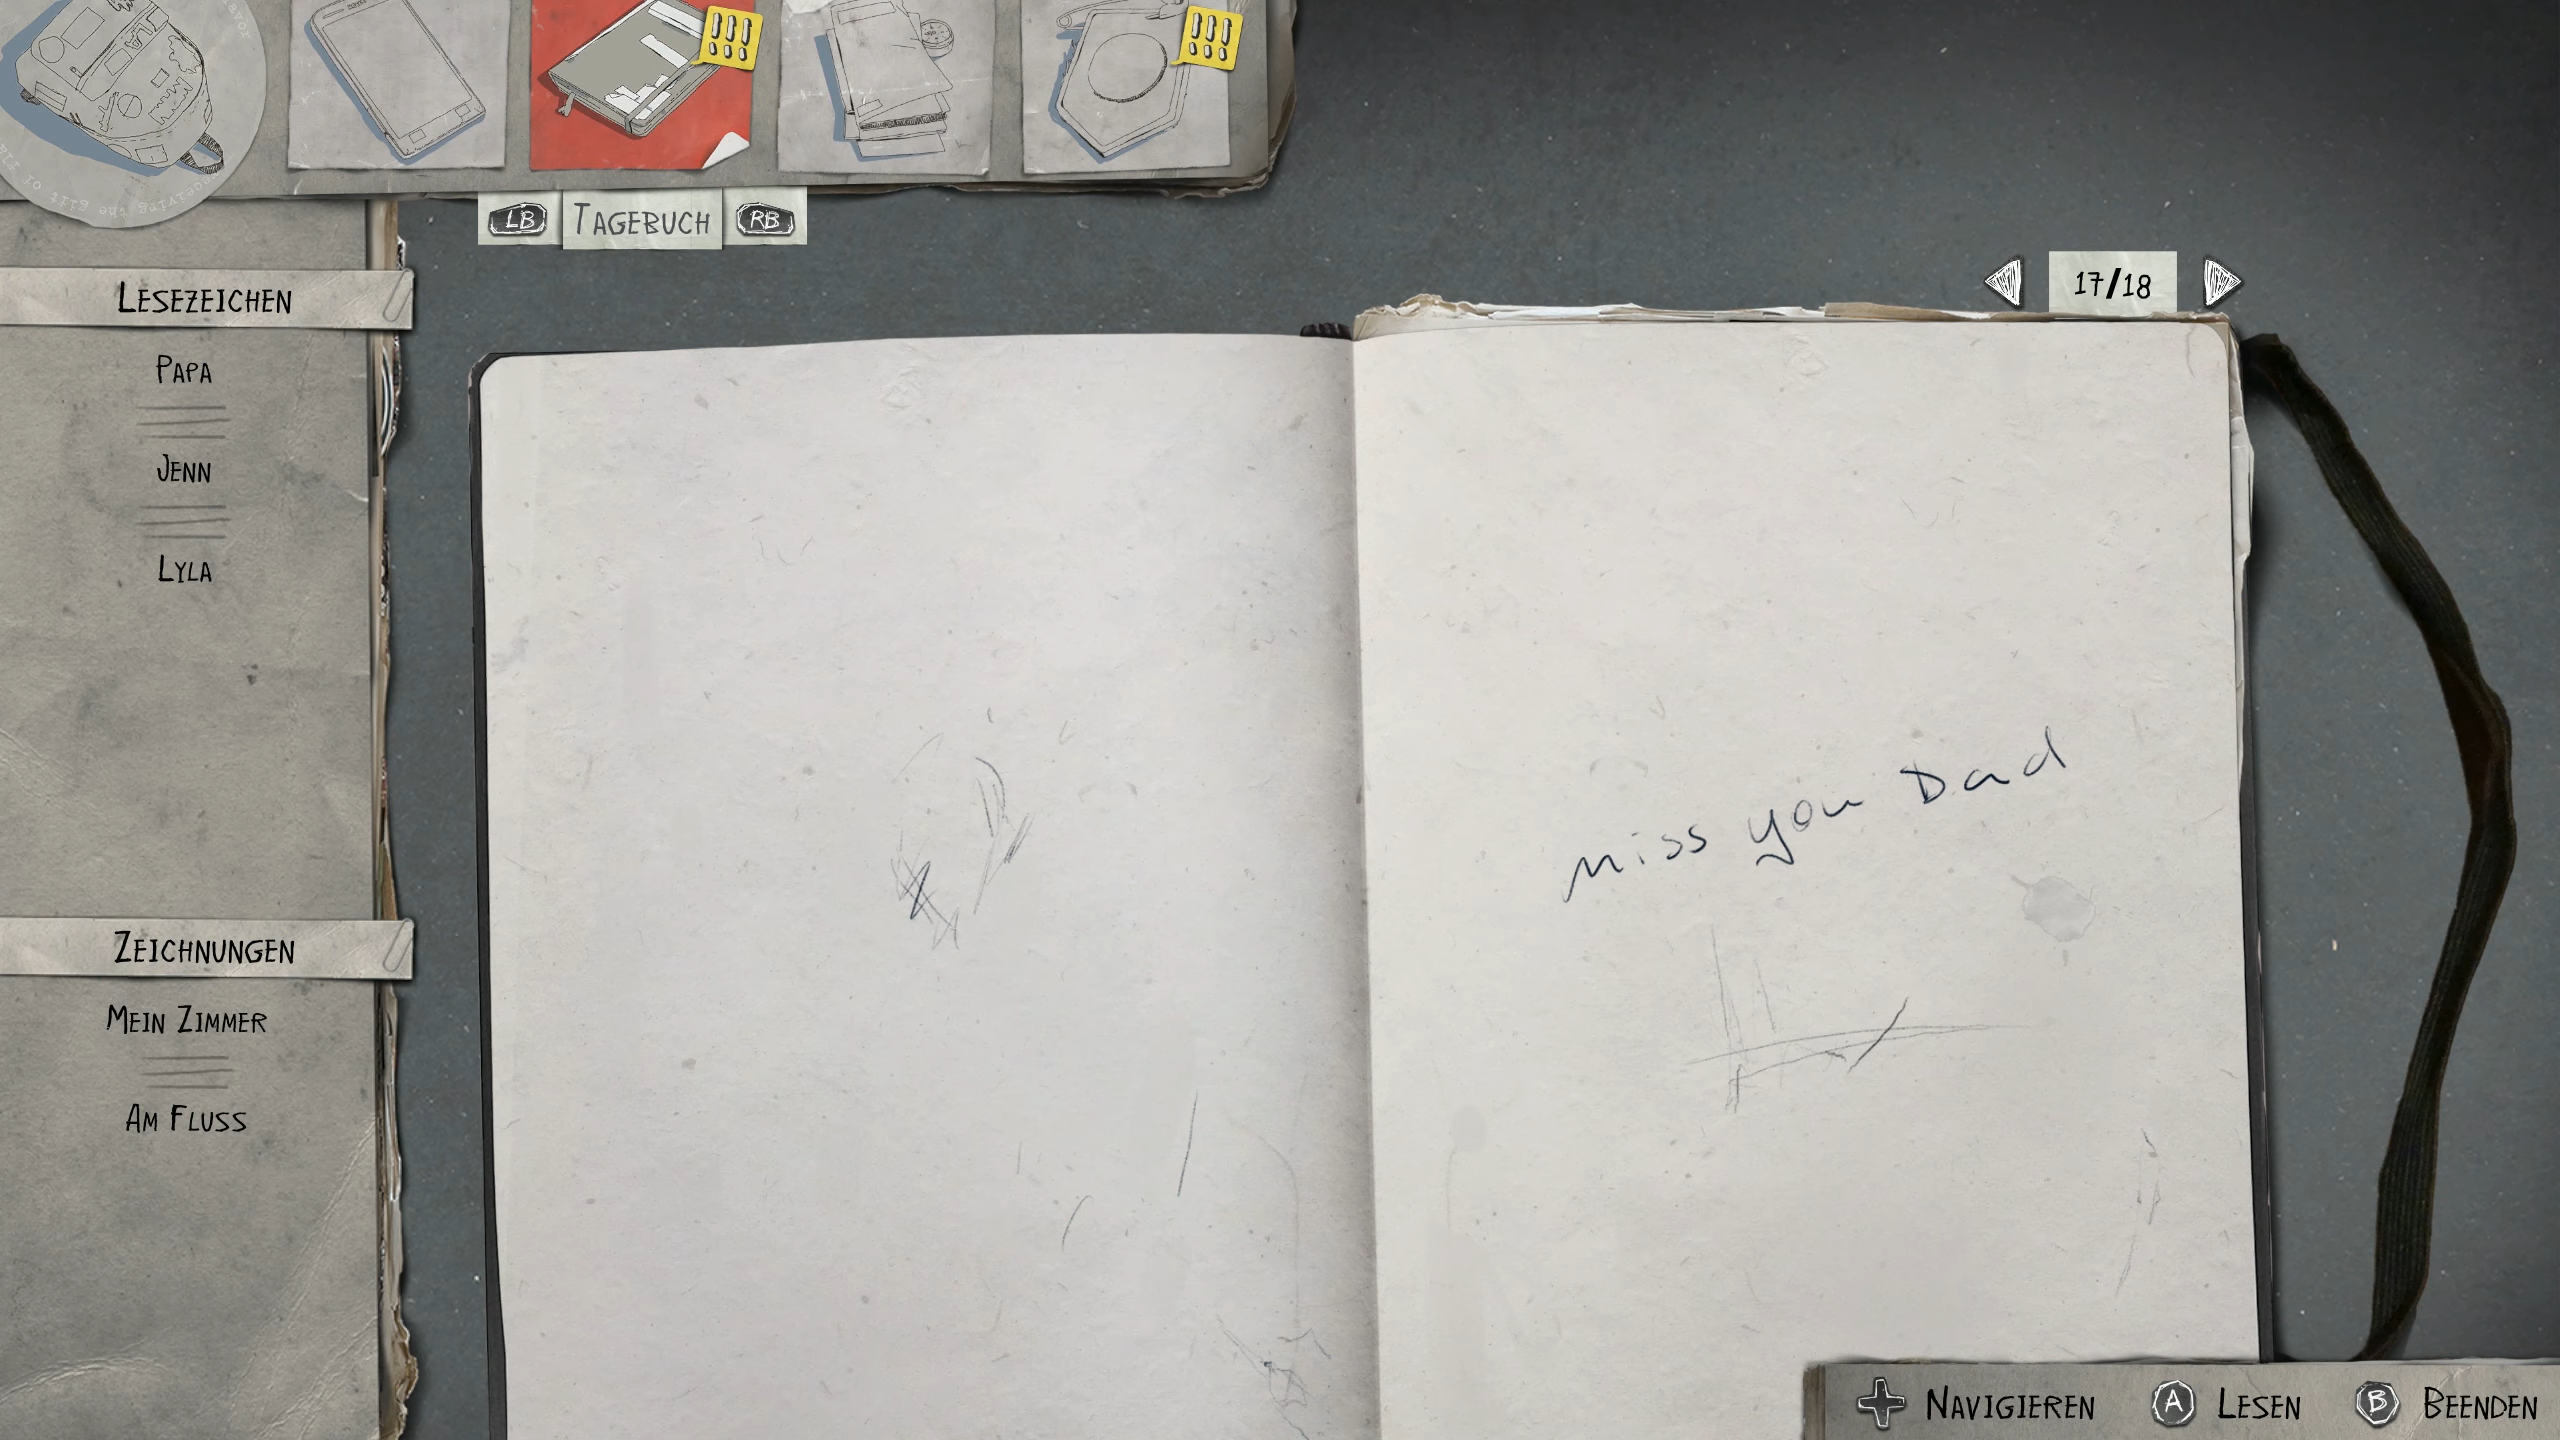 LB TAGEBUCH RB
LESEZEICHEN
PAPA
JENN
LYLA
ZEICHNUNGEN
MEIN ZIMMER
AM FLUSS
17/18
miss you Dad
NAVIGIEREN A LESEN B BEENDEN